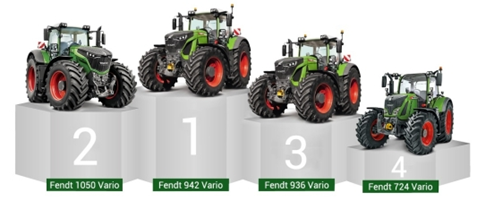 2
1
3
4
Fendt 1050 Vario
Fendt 942 Vario
Fendt 936 Vario
Fendt 724 Vario